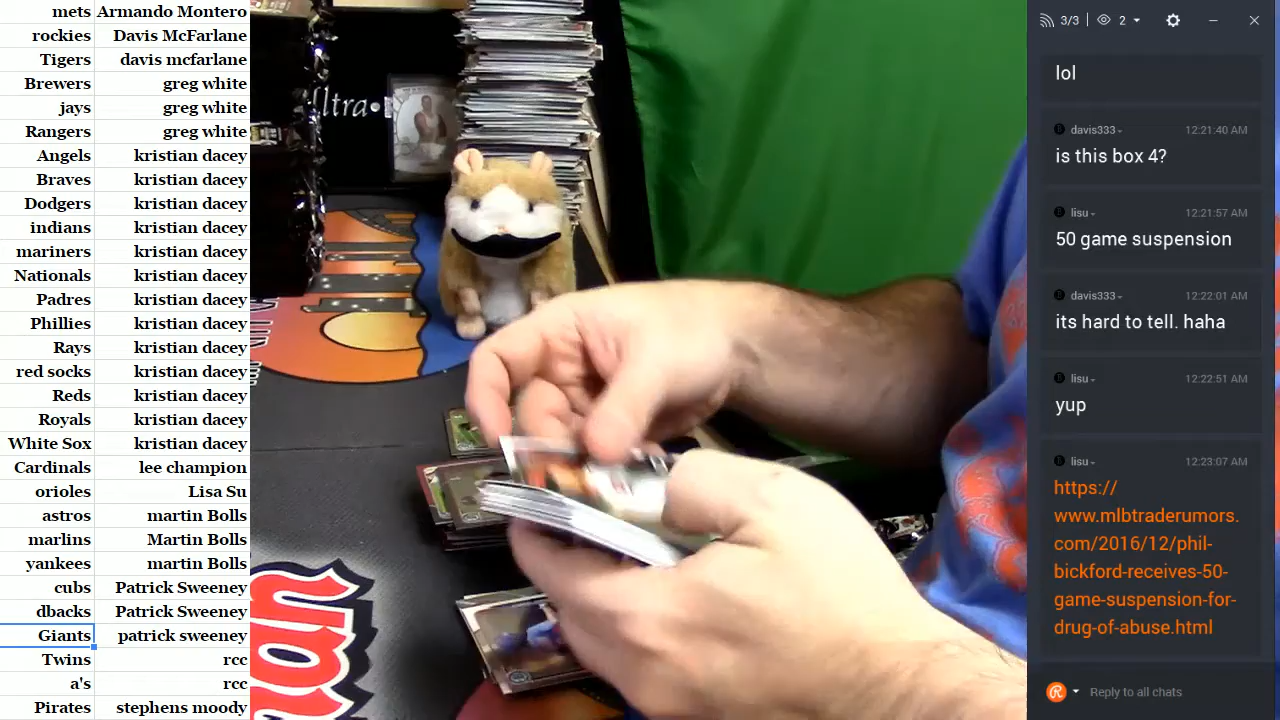 mets Armando Montero
rockies Davis McFarlane
Tigers davis mcfarlane
Brewers greg white
jays greg white
Rangers greg white
Angels kristian dacey
Braves kristian dacey
Dodgers kristian dacey
indians kristian dacey
mariners kristian dacey
Nationals kristian dacey
Padres kristian dacey
Phillies kristian dacey
Rays kristian dacey
red socks kristian dacey
Reds kristian dacey
Royals kristian dacey
White Sox kristian dacey
Cardinals lee champion
orioles Lisa Su
astros martin Bolls
marlins Martin Bolls
yankees martin Bolls
cubs Patrick Sweeney
dbacks Patrick Sweeney
Giants patrick sweeney
Twins rcc
a's rcc
Pirates stephens moody
3/3 2
lol
davis333 12:21:40 AM
is this box 4?
lisu 12:21:57 AM
50 game suspension
davis333 12:22:01 AM
its hard to tell. haha
lisu 12:22:51 AM
yup
lisu 12:23:07 AM
https://
www.mlbtraderumors.
com/2016/12/phil-
bickford-receives-50-
game-suspension-for-
drug-of-abuse.html
Reply to all chats